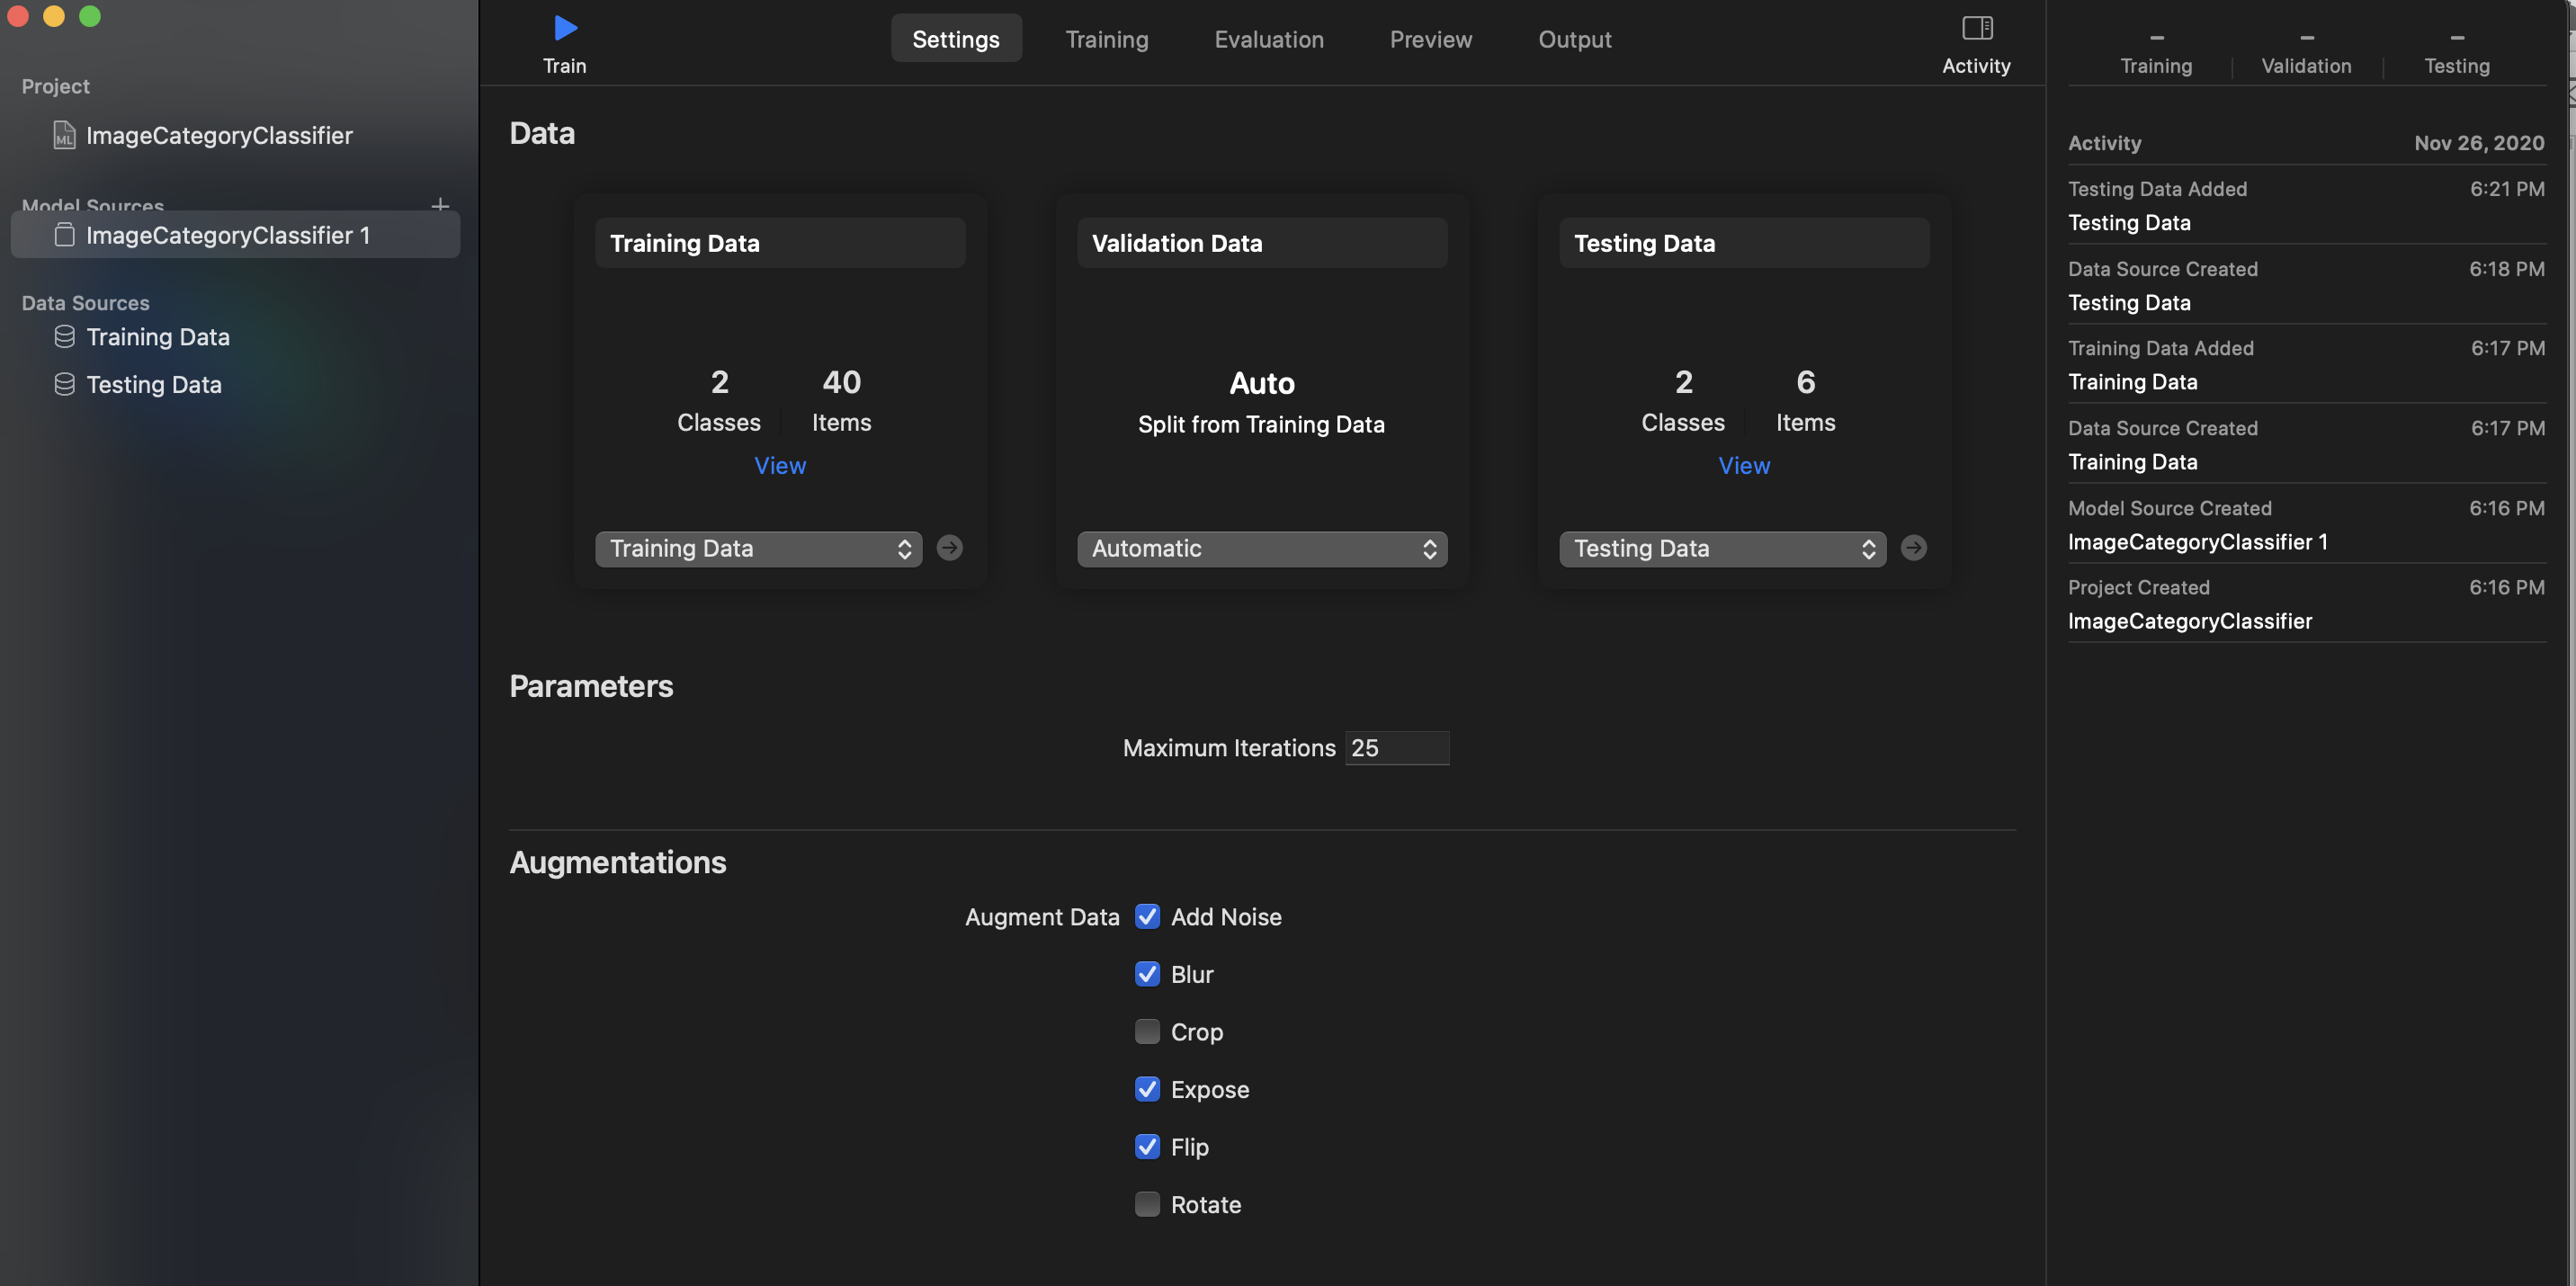 Project
ML
ImageCategoryClassifier
Model Sources
ImageCategoryClassifier 1
Data Sources
Training Data
Testing Data
Train
Settings
Training
Evaluation
Preview
Output
Activity
Data
Training Data
2
40
Classes
Items
View
Training Data
Validation Data
Auto
Split from Training Data
Automatic
Testing Data
2
6
Classes
Items
View
Testing Data
Parameters
Maximum Iterations 25
Augmentations
Augment Data
Add Noise
Blur
Crop
Expose
Flip
Rotate
–
–
–
Training
Validation
Testing
Activity Nov 26, 2020
Testing Data Added 6:21 PM
Testing Data
Data Source Created 6:18 PM
Testing Data
Training Data Added 6:17 PM
Training Data
Data Source Created 6:17 PM
Training Data
Model Source Created 6:16 PM
ImageCategoryClassifier 1
Project Created 6:16 PM
ImageCategoryClassifier